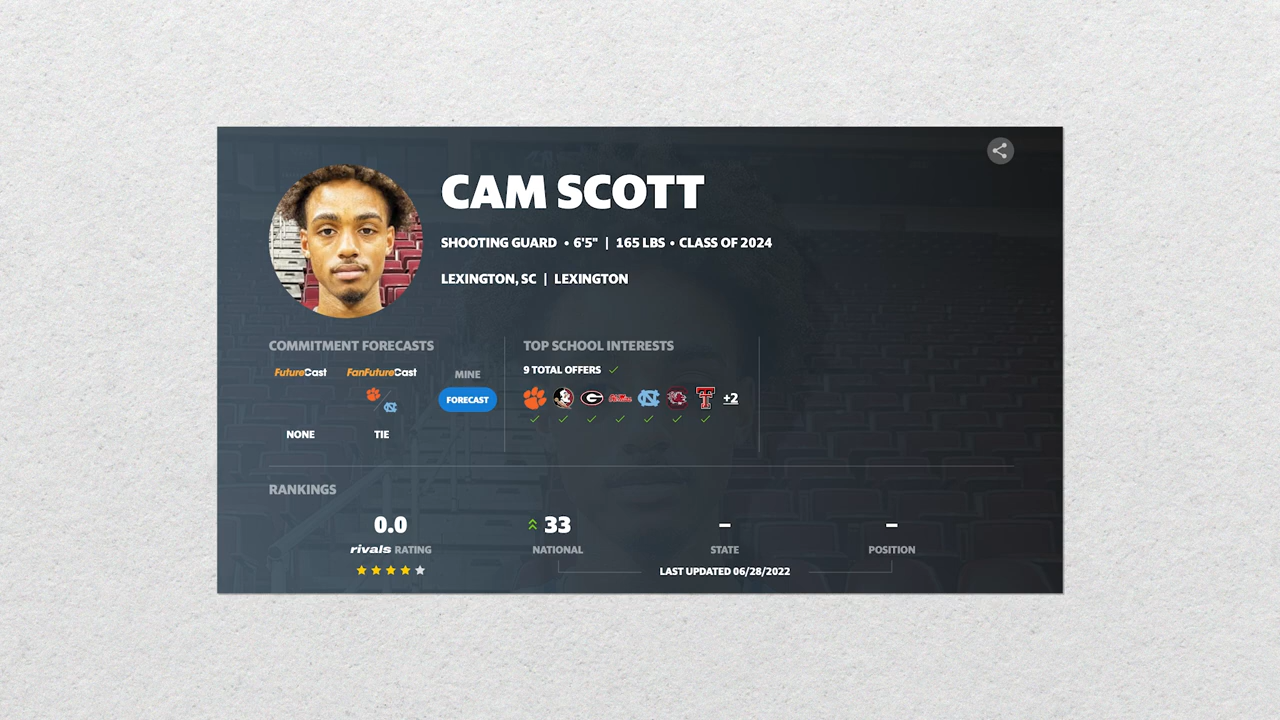 CAM SCOTT
SHOOTING GUARD • 6'5" | 165 LBS • CLASS OF 2024
LEXINGTON, SC | LEXINGTON
COMMITMENT FORECASTS
FutureCast FanFutureCast
MINE
FORECAST
NONE TIE
TOP SCHOOL INTERESTS
9 TOTAL OFFERS
Ole Miss
+2
RANKINGS
0.0 33 – –
rivals RATING NATIONAL STATE POSITION
LAST UPDATED 06/28/2022